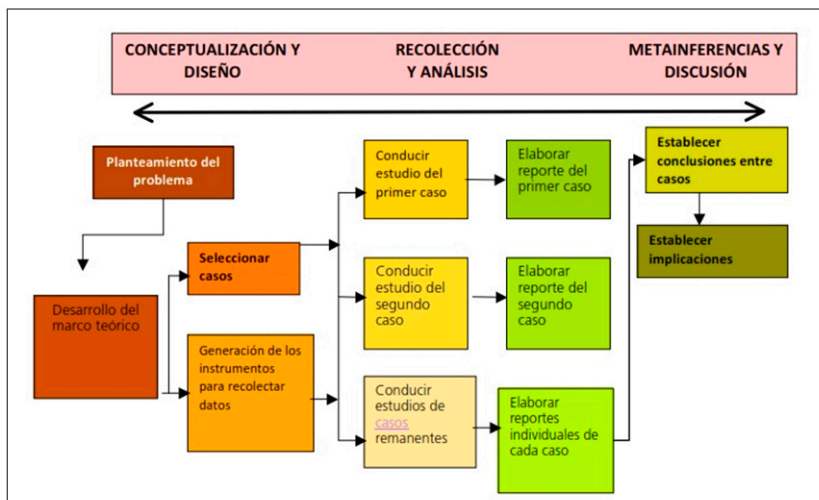 CONCEPTUALIZACIÓN Y
DISEÑO
RECOLECCIÓN
Y ANÁLISIS
METAINFERENCIAS Y
DISCUSIÓN
Planteamiento del
problema
Desarrollo del
marco teórico
Seleccionar
casos
Generación de los
instrumentos
para recolectar
datos
Conducir
estudio del
primer caso
Elaborar
reporte del
primer caso
Conducir
estudio del
segundo
caso
Elaborar
reporte del
segundo
caso
Conducir
estudios de
casos
remanentes
Elaborar
reportes
individuales de
cada caso
Establecer
conclusiones entre
casos
Establecer
implicaciones